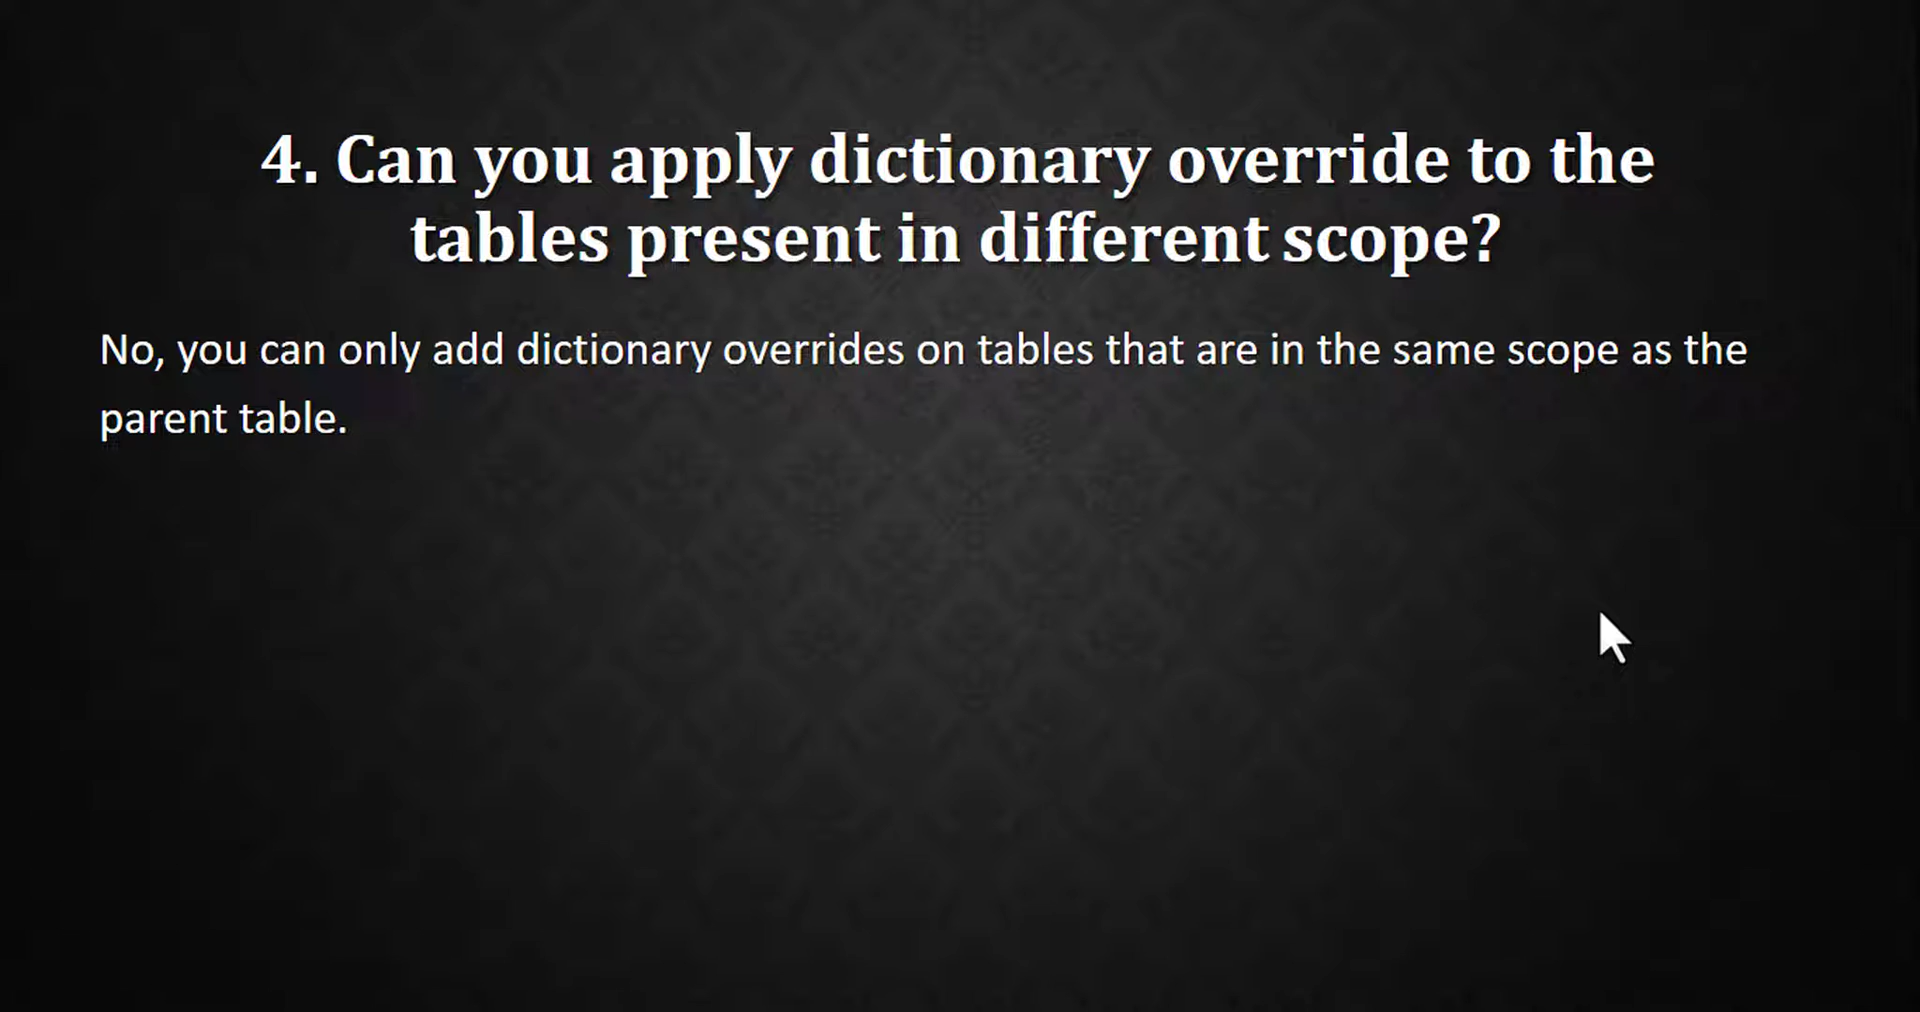 4. Can you apply dictionary override to the
tables present in different scope?
No, you can only add dictionary overrides on tables that are in the same scope as the
parent table.